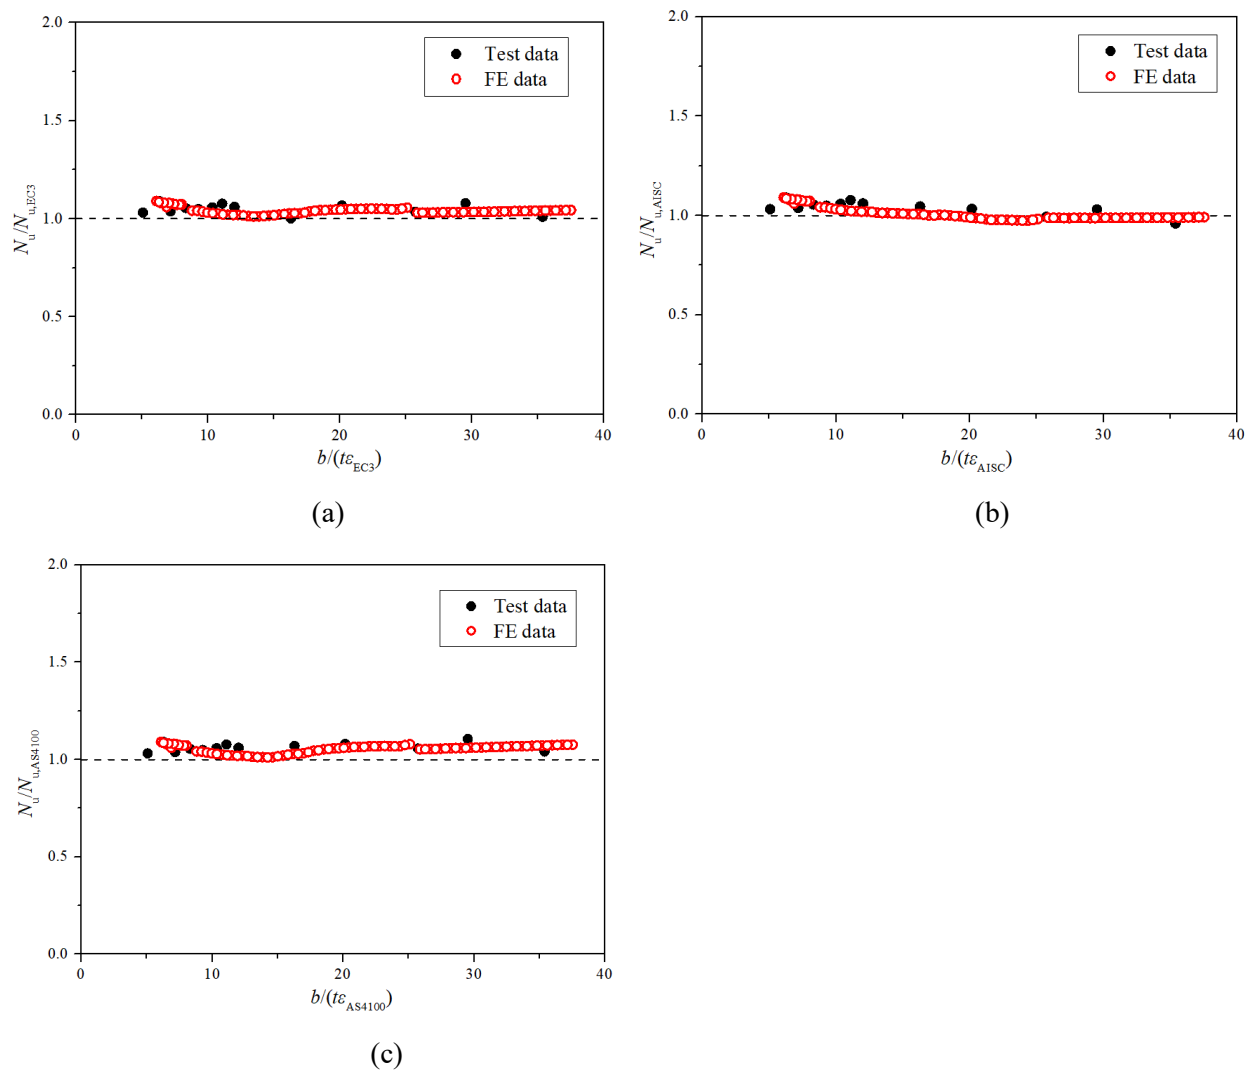 2.0
1.5
1.0
0.5
0.0
0
10
20
30
40
Test data
FE data
Nu/Nu,EC3
b/(tεEC3)
(a)
2.0
1.5
1.0
0.5
0.0
0
10
20
30
40
Test data
FE data
Nu/Nu,AISC
b/(tεAISC)
(b)
2.0
1.5
1.0
0.5
0.0
0
10
20
30
40
Test data
FE data
Nu/Nu,AS4100
b/(tεAS4100)
(c)